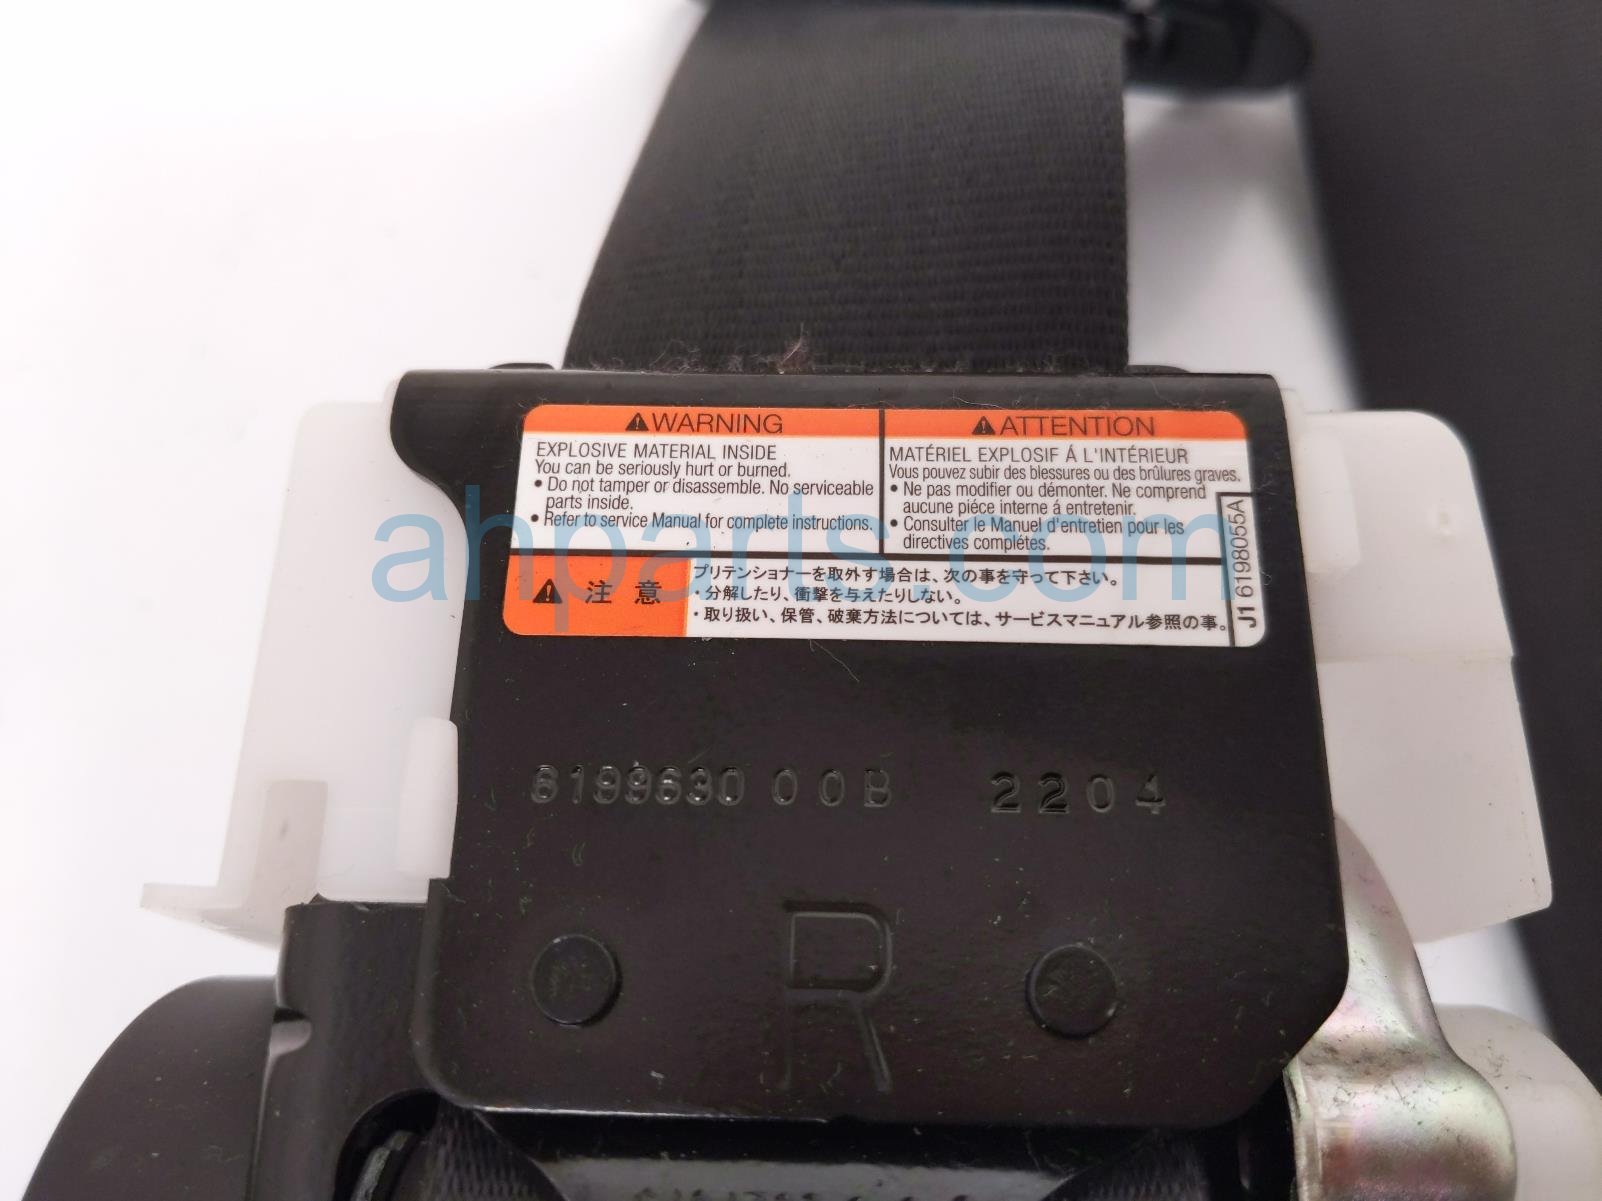 ⚠WARNING
EXPLOSIVE MATERIAL INSIDE
You can be seriously hurt or burned.
• Do not tamper or disassemble. No serviceable
parts inside.
• Refer to service Manual for complete instructions.
⚠ATTENTION
MATÉRIEL EXPLOSIF Á L'INTÉRIEUR
Vous pouvez subir des blessures ou des brûlures graves.
• Ne pas modifier ou démonter. Ne comprend
aucune piéce interne á entretenir.
• Consulter le Manuel d'entretien pour les
directives complétes.
⚠ 注 意
プリテンショナーを取外す場合は、次の事を守って下さい。
・分解したり、衝撃を与えたりしない。
・取り扱い、保管、破棄方法については、サービスマニュアル参照の事。
J1 6198055A
ahparts.com
6199630 00B 2204
R